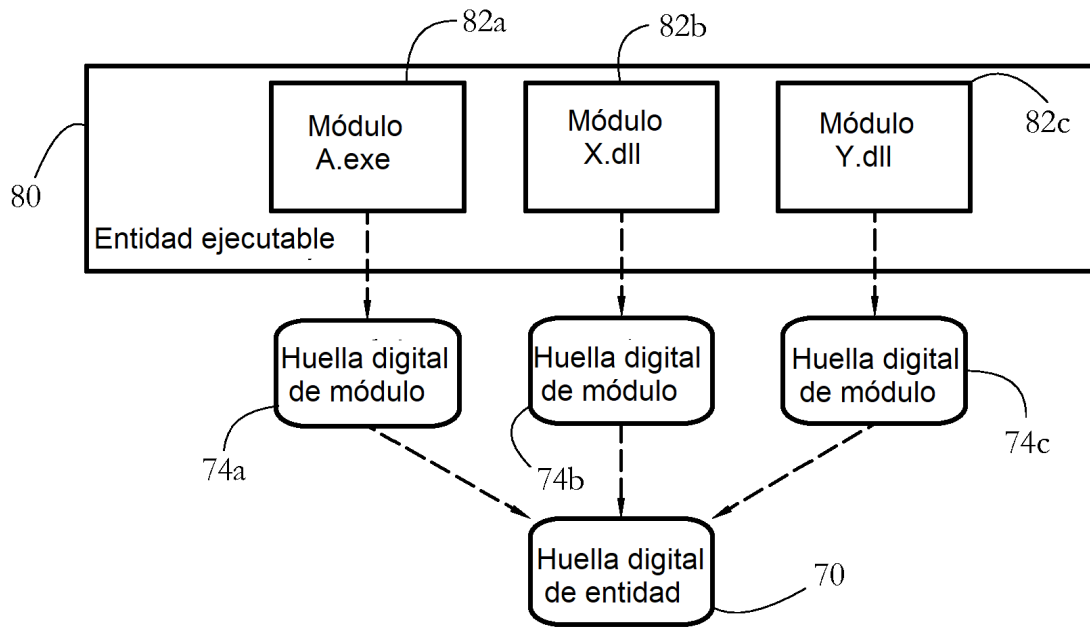 82a
82b
82c
80
Módulo
A.exe
Módulo
X.dll
Módulo
Y.dll
Entidad ejecutable
Huella digital
de módulo
Huella digital
de módulo
Huella digital
de módulo
74a
74b
74c
Huella digital
de entidad
70